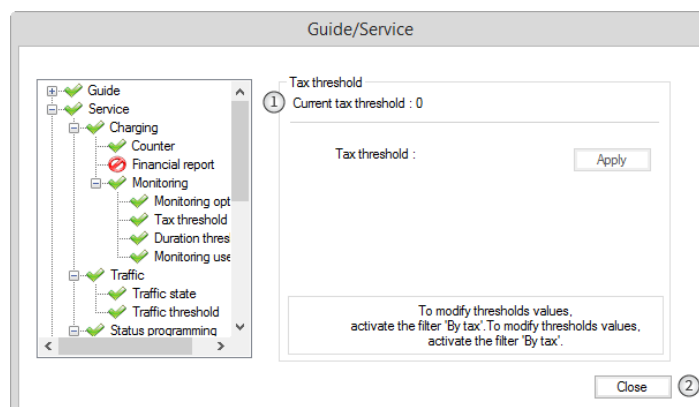 Guide/Service
Guide
Service
Charging
Counter
Financial report
Monitoring
Monitoring opt
Tax threshold
Duration thres
Monitoring use
Traffic
Traffic state
Traffic threshold
Status programming
Tax threshold
1 Current tax threshold : 0
Tax threshold :
Apply
To modify thresholds values,
activate the filter 'By tax'.To modify thresholds values,
activate the filter 'By tax'.
Close 2